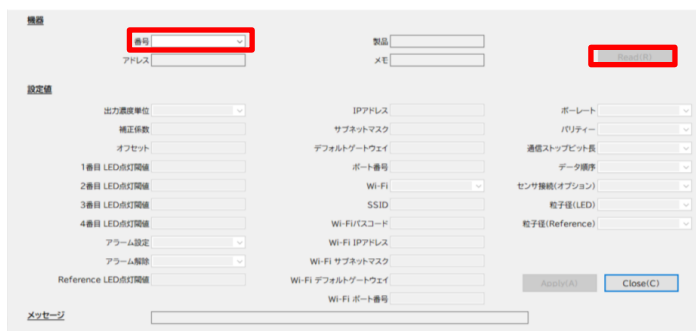 機器
番号
製品
Read(R)
アドレス
メモ
設定値
出力濃度単位
IPアドレス
ボーレート
補正係数
サブネットマスク
パリティー
オフセット
デフォルトゲートウェイ
通信ストップビット長
1番目 LED点灯閾値
ポート番号
データ順序
2番目 LED点灯閾値
Wi-Fi
センサ接続(オプション)
3番目 LED点灯閾値
SSID
粒子径(LED)
4番目 LED点灯閾値
Wi-Fiパスコード
粒子径(Reference)
アラーム設定
Wi-Fi IPアドレス
アラーム解除
Wi-Fi サブネットマスク
Reference LED点灯閾値
Wi-Fi デフォルトゲートウェイ
Apply(A)
Close(C)
Wi-Fi ポート番号
メッセージ